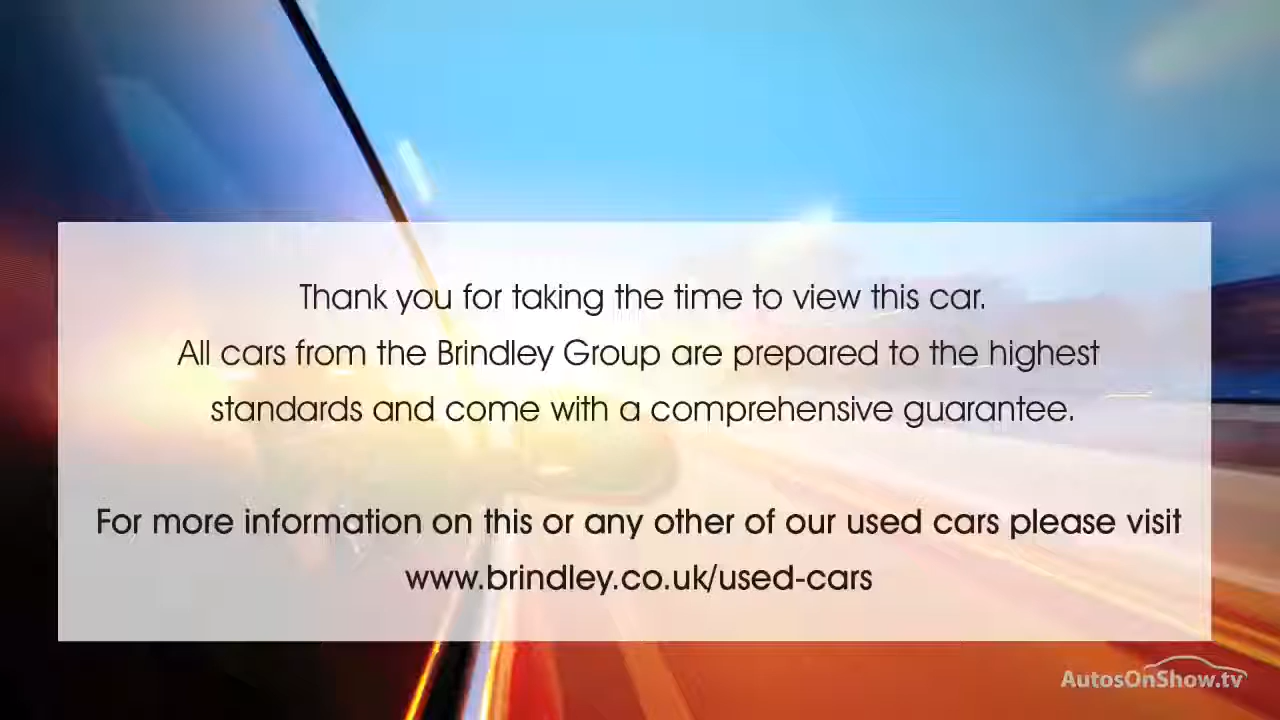 Thank you for taking the time to view this car.
All cars from the Brindley Group are prepared to the highest
standards and come with a comprehensive guarantee.
For more information on this or any other of our used cars please visit
www.brindley.co.uk/used-cars
AutosOnShow.tv